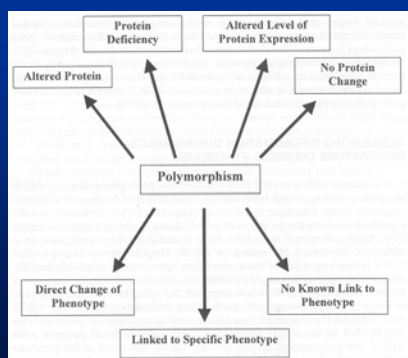 Protein
Deficiency
Altered Level of
Protein Expression
Altered Protein
No Protein
Change
Polymorphism
Direct Change of
Phenotype
No Known Link to
Phenotype
Linked to Specific Phenotype